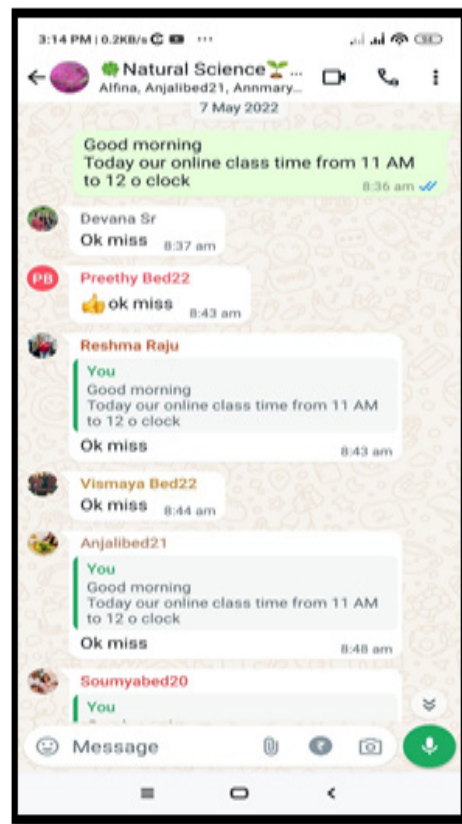 3:14 PM | 0.2KB/s
Natural Science ...
Alfina, Anjalibed21, Annmary...
7 May 2022
Good morning
Today our online class time from 11 AM
to 12 o clock
8:36 am
Devana Sr
Ok miss 8:37 am
PB Preethy Bed22
👍ok miss 8:43 am
Reshma Raju
You
Good morning
Today our online class time from 11 AM
to 12 o clock
Ok miss 8:43 am
Vismaya Bed22
Ok miss 8:44 am
Anjalibed21
You
Good morning
Today our online class time from 11 AM
to 12 o clock
Ok miss 8:48 am
Soumyabed20
You
Message